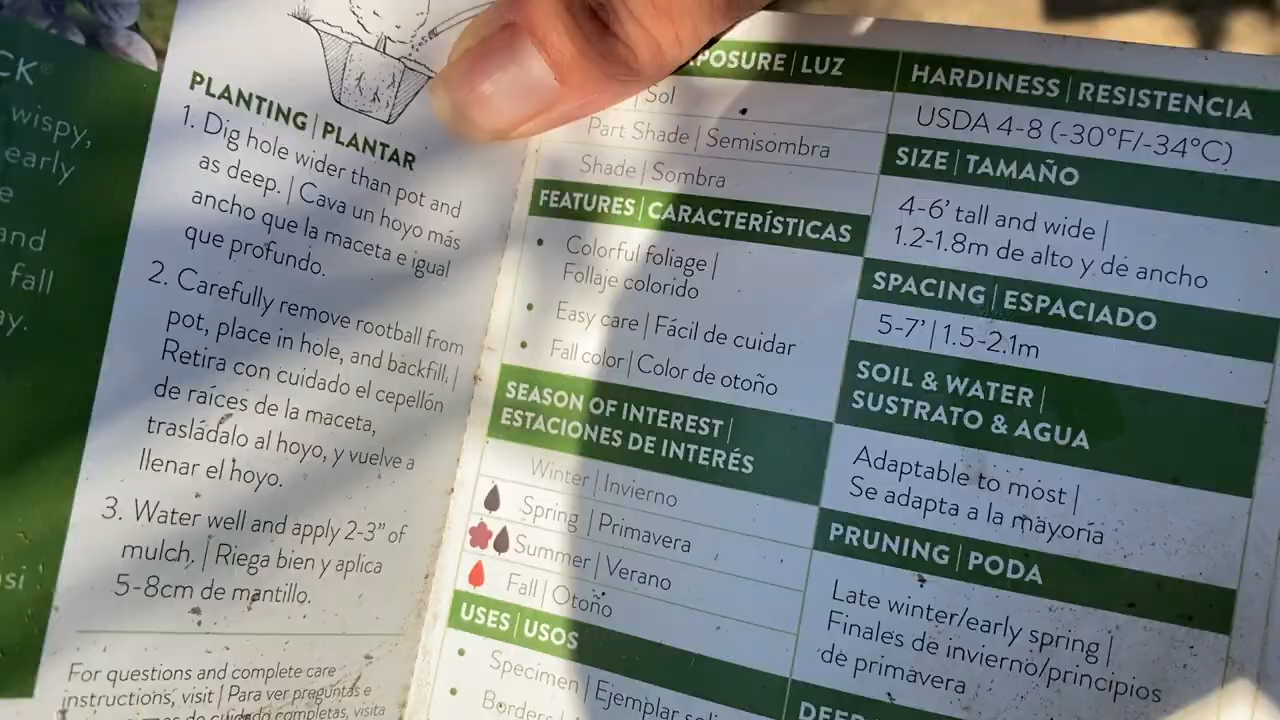 CK®
wispy,
early
e
and
fall
ay.
si
PLANTING | PLANTAR
1. Dig hole wider than pot and
as deep. | Cava un hoyo más
ancho que la maceta e igual
que profundo.
2. Carefully remove rootball from
pot, place in hole, and backfill. |
Retira con cuidado el cepellón
de raíces de la maceta,
trasládalo al hoyo, y vuelve a
llenar el hoyo.
3. Water well and apply 2-3” of
mulch. | Riega bien y aplica
5-8cm de mantillo.
For questions and complete care
instructions, visit | Para ver preguntas e
de cuidado completas, visita
POSURE | LUZ
| Sol
Part Shade | Semisombra
Shade | Sombra
FEATURES | CARACTERÍSTICAS
• Colorful foliage |
Follaje colorido
• Easy care | Fácil de cuidar
• Fall color | Color de otoño
SEASON OF INTEREST |
ESTACIONES DE INTERÉS
Winter | Invierno
Spring | Primavera
Summer | Verano
Fall | Otoño
USES | USOS
• Specimen | Ejemplar
• Borders |
HARDINESS | RESISTENCIA
USDA 4-8 (-30°F/-34°C)
SIZE | TAMAÑO
4-6’ tall and wide |
1.2-1.8m de alto y de ancho
SPACING | ESPACIADO
5-7’ | 1.5-2.1m
SOIL & WATER |
SUSTRATO & AGUA
Adaptable to most |
Se adapta a la mayoría
PRUNING | PODA
Late winter/early spring |
Finales de invierno/principios
de primavera